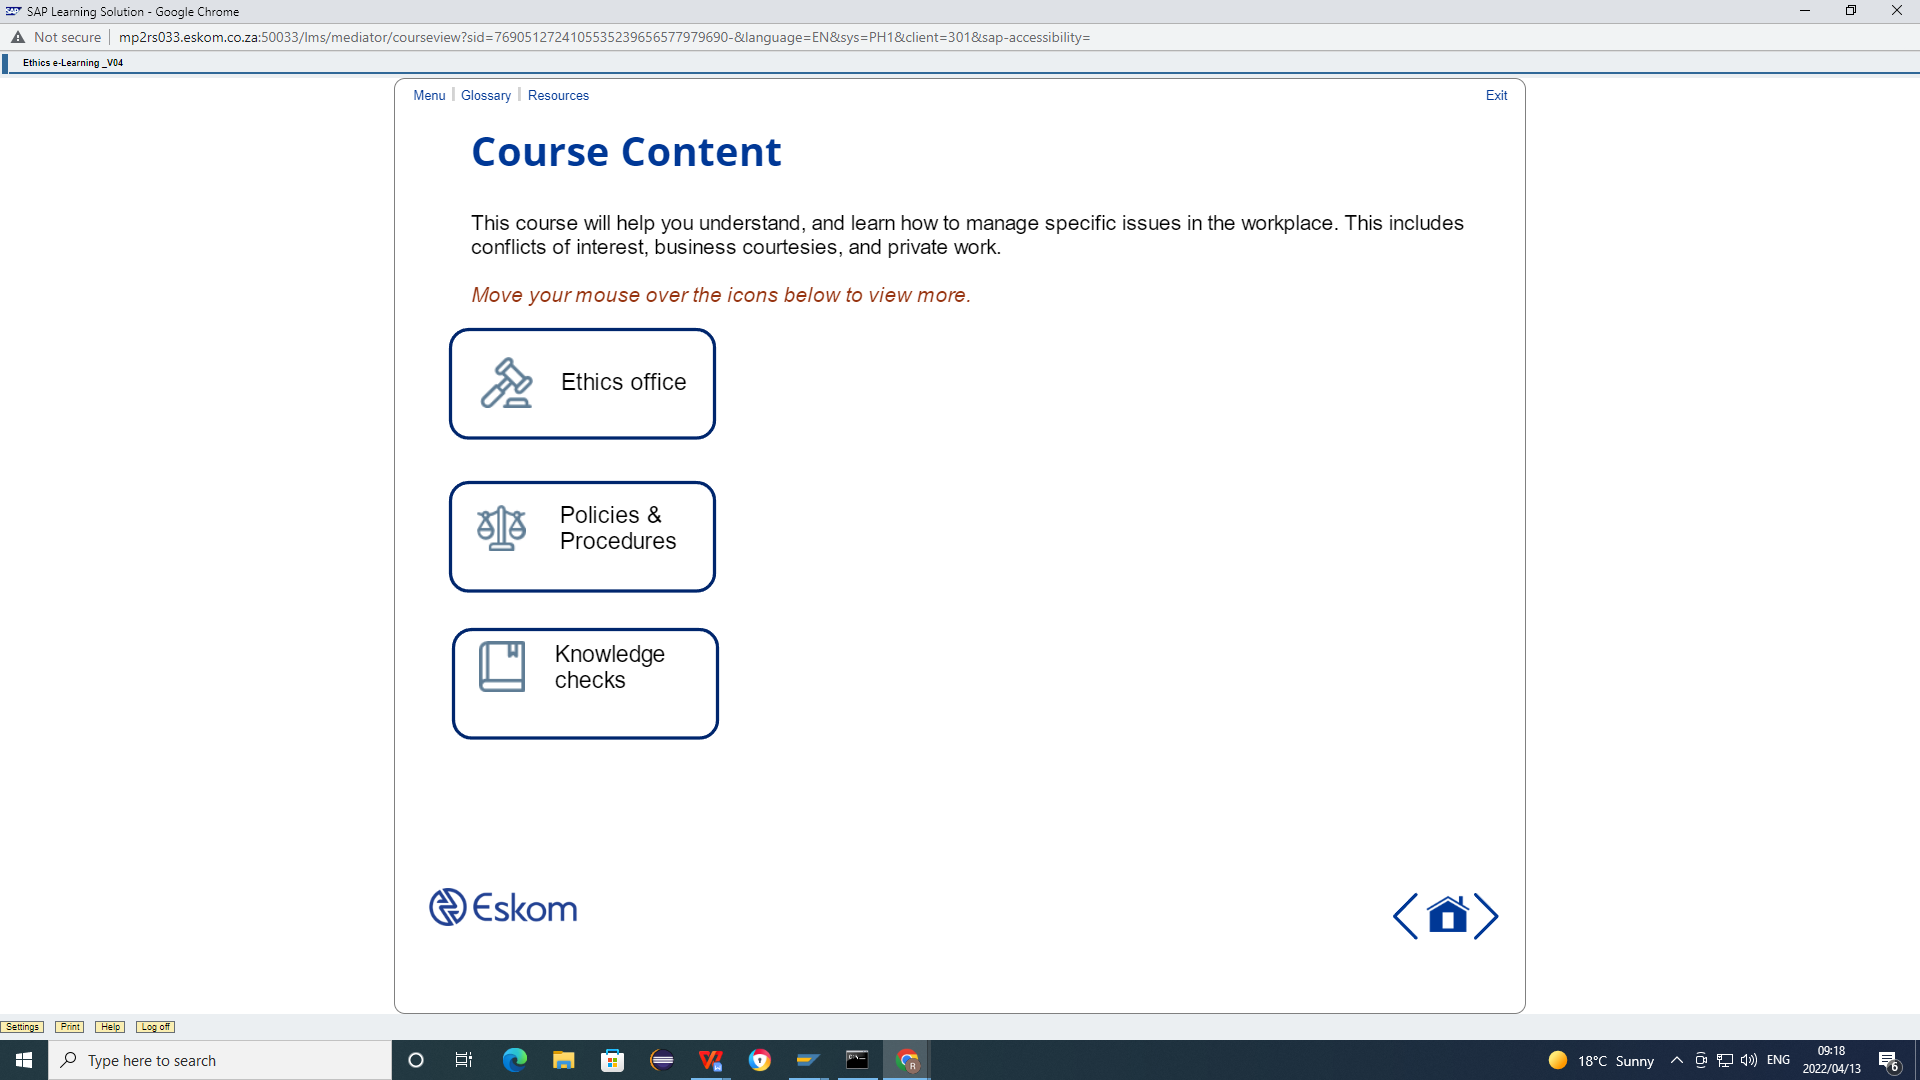 SAP Learning Solution - Google Chrome
Not secure mp2rs033.eskom.co.za:50033/lms/mediator/courseview?sid=7690512724105535239656577979690-&language=EN&sys=PH1&client=301&sap-accessibility=
Ethics e-Learning _V04
Menu Glossary Resources Exit
Course Content
This course will help you understand, and learn how to manage specific issues in the workplace. This includes
conflicts of interest, business courtesies, and private work.
Move your mouse over the icons below to view more.
Ethics office
Policies &
Procedures
Knowledge
checks
Eskom
Settings Print Help Log off
Type here to search
18°C Sunny
ENG
09:18
2022/04/13
6